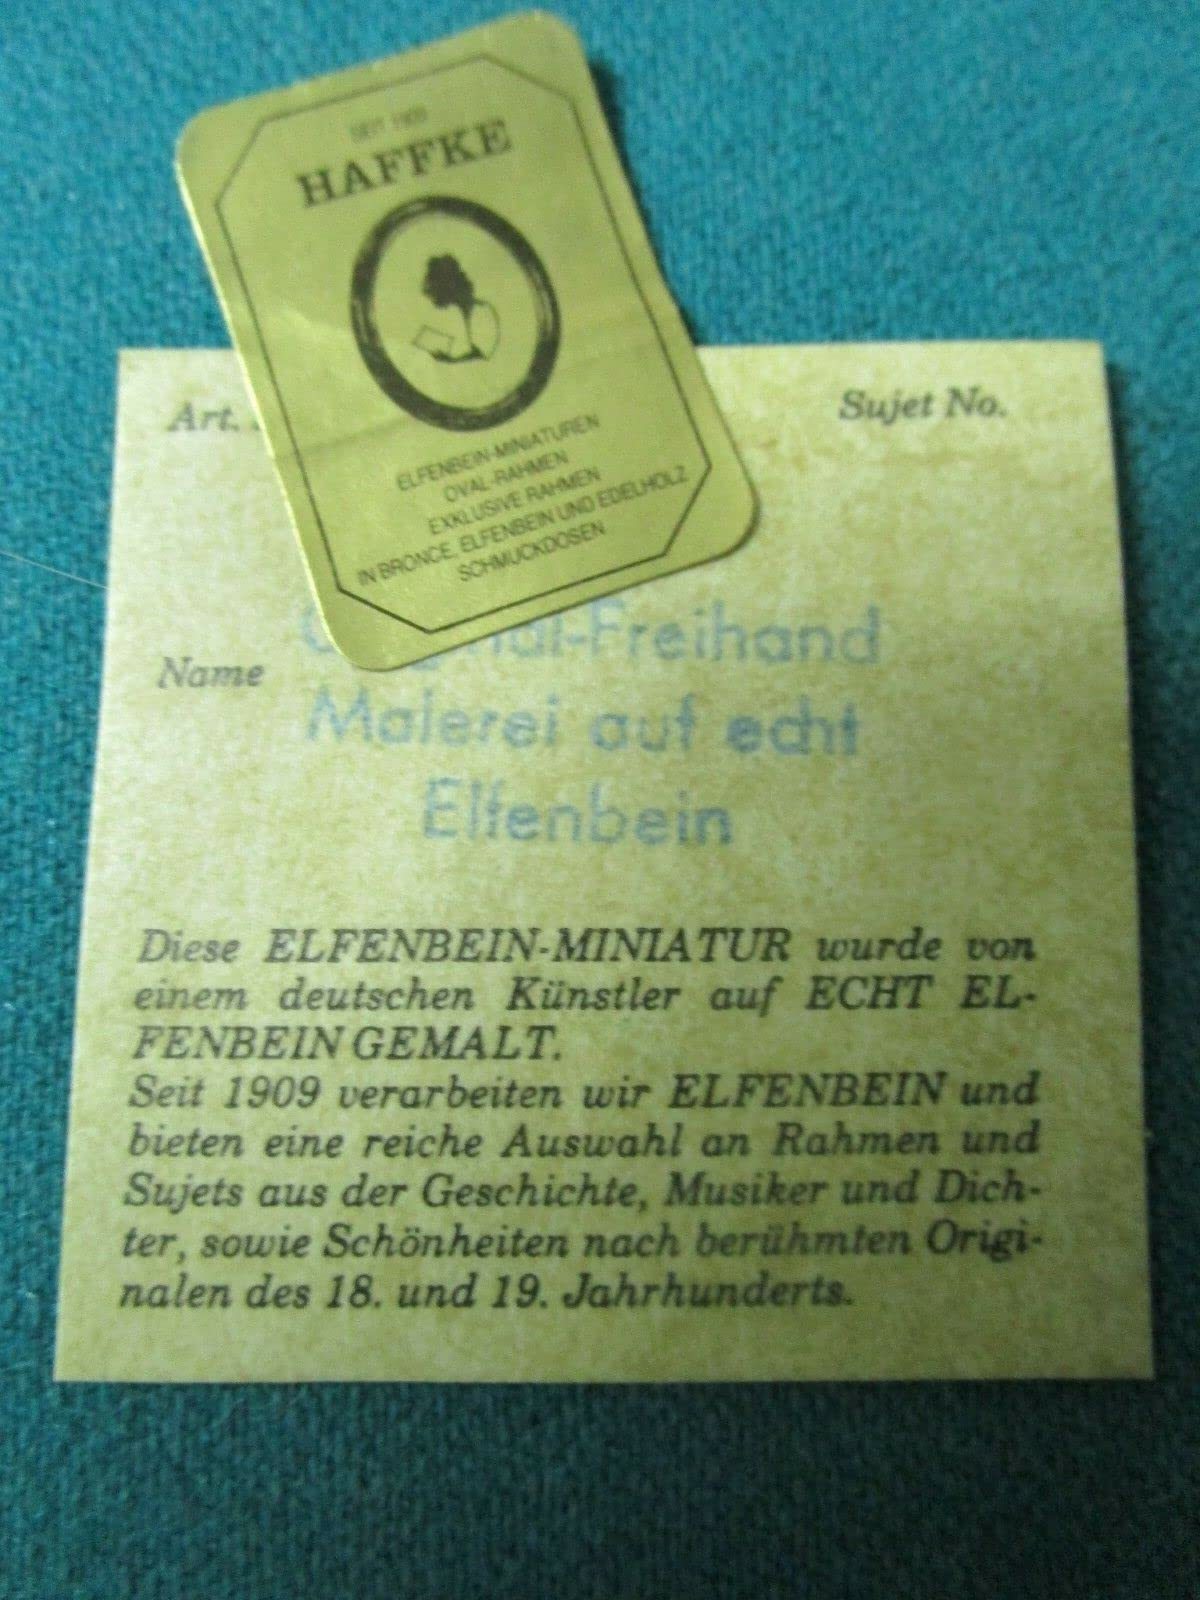 SEIT 1909
HAFFKE
ELFENBEIN-MINIATUREN
OVAL-RAHMEN
EXKLUSIVE RAHMEN
IN BRONCE, ELFENBEIN UND EDELHOLZ
SCHMUCKDOSEN
Art. Sujet No.
-Freihand
Name
Malerei auf echt
Elfenbein
Diese ELFENBEIN-MINIATUR wurde von
einem deutschen Künstler auf ECHT EL-
FENBEIN GEMALT.
Seit 1909 verarbeiten wir ELFENBEIN und
bieten eine reiche Auswahl an Rahmen und
Sujets aus der Geschichte, Musiker und Dich-
ter, sowie Schönheiten nach berühmten Origi-
nalen des 18. und 19. Jahrhunderts.